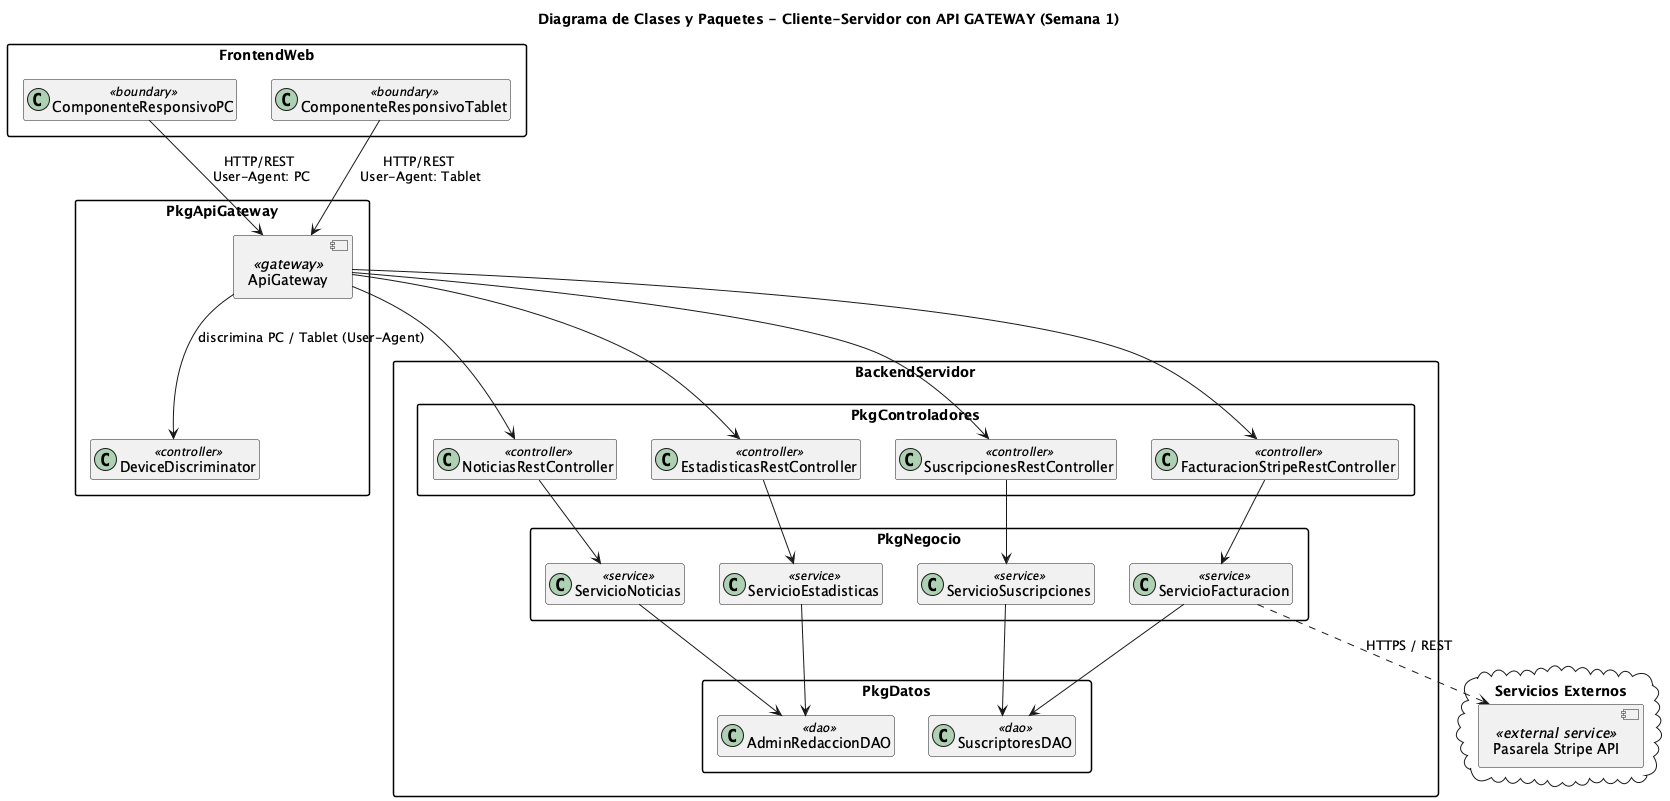 Diagrama de Clases y Paquetes - Cliente-Servidor con API GATEWAY (Semana 1)
FrontendWeb
«boundary»
C ComponenteResponsivoPC
«boundary»
C ComponenteResponsivoTablet
HTTP/REST
User-Agent: PC
HTTP/REST
User-Agent: Tablet
PkgApiGateway
«gateway»
ApiGateway
discrimina PC / Tablet (User-Agent)
«controller»
C DeviceDiscriminator
BackendServidor
PkgControladores
«controller»
C NoticiasRestController
«controller»
C EstadisticasRestController
«controller»
C SuscripcionesRestController
«controller»
C FacturacionStripeRestController
PkgNegocio
«service»
C ServicioNoticias
«service»
C ServicioEstadisticas
«service»
C ServicioSuscripciones
«service»
C ServicioFacturacion
HTTPS / REST
PkgDatos
«dao»
C AdminRedaccionDAO
«dao»
C SuscriptoresDAO
Servicios Externos
«external service»
Pasarela Stripe API